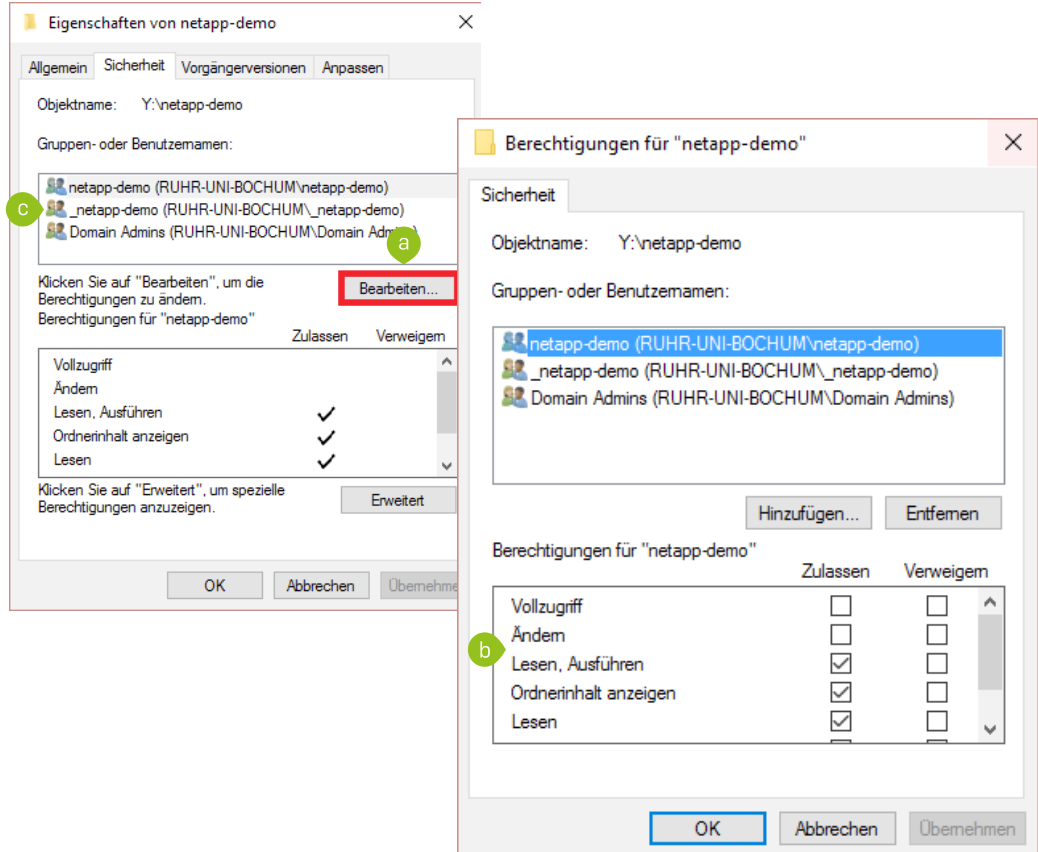 Eigenschaften von netapp-demo
Allgemein Sicherheit Vorgängerversionen Anpassen
Objektname: Y:\netapp-demo
Gruppen- oder Benutzernamen:
netapp-demo (RUHR-UNI-BOCHUM\netapp-demo)
c
_netapp-demo (RUHR-UNI-BOCHUM\_netapp-demo)
Domain Admins (RUHR-UNI-BOCHUM\Domain Admins)
a
Klicken Sie auf "Bearbeiten", um die
Berechtigungen zu ändern.
Bearbeiten...
Berechtigungen für "netapp-demo"
Zulassen Verweigern
Vollzugriff
Ändern
Lesen, Ausführen
Ordnerinhalt anzeigen
Lesen
Klicken Sie auf "Erweitert", um spezielle
Berechtigungen anzuzeigen.
Erweitert
OK Abbrechen Übernehme
Berechtigungen für "netapp-demo"
Sicherheit
Objektname: Y:\netapp-demo
Gruppen- oder Benutzernamen:
netapp-demo (RUHR-UNI-BOCHUM\netapp-demo)
_netapp-demo (RUHR-UNI-BOCHUM\_netapp-demo)
Domain Admins (RUHR-UNI-BOCHUM\Domain Admins)
Hinzufügen... Entfernen
Berechtigungen für "netapp-demo"
Zulassen Verweigern
Vollzugriff
Ändern
b
Lesen, Ausführen
Ordnerinhalt anzeigen
Lesen
OK Abbrechen Übernehmen